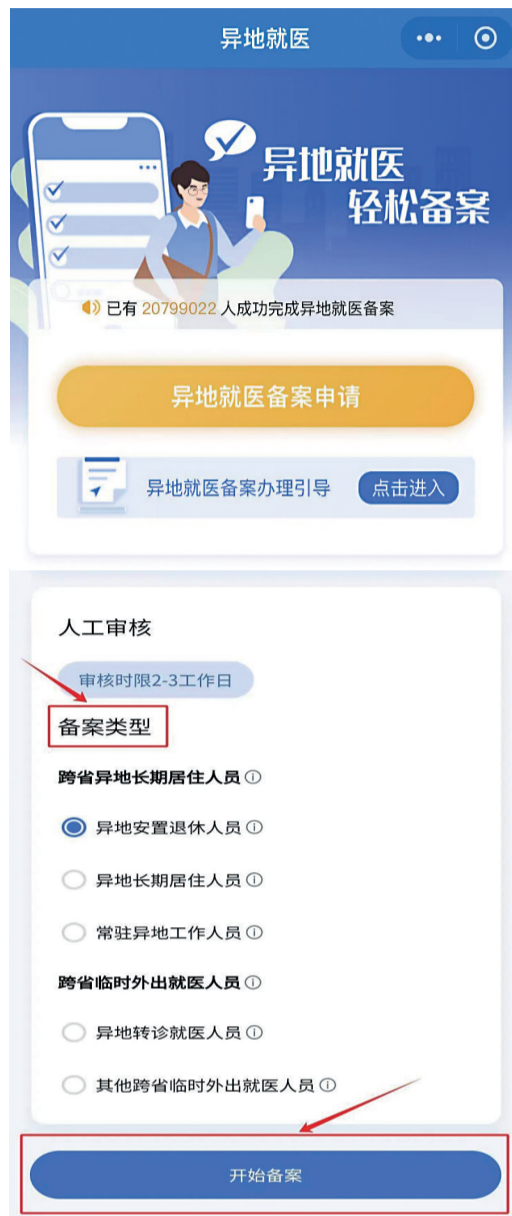 异地就医
异地就医
轻松备案
已有 20799022 人成功完成异地就医备案
异地就医备案申请
异地就医备案办理引导
点击进入
人工审核
审核时限2-3工作日
备案类型
跨省异地长期居住人员
异地安置退休人员
异地长期居住人员
常驻异地工作人员
跨省临时外出就医人员
异地转诊就医人员
其他跨省临时外出就医人员
开始备案